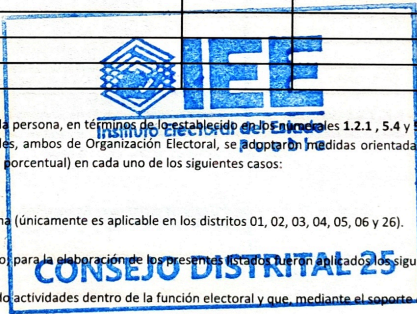 IEE
la persona, en términos de lo establecido en los numerales 1.2.1 , 5.4 y
Instituto Electoral del Estado
les, ambos de Organización Electoral, se adoptaron medidas orientada
porcentual) en cada uno de los siguientes casos:
na (únicamente es aplicable en los distritos 01, 02, 03, 04, 05, 06 y 26).
o, para la elaboración de los presentes listados fueron aplicados los sigu
CONSEJO DISTRITAL 25
do actividades dentro de la función electoral y que, mediante el soporte